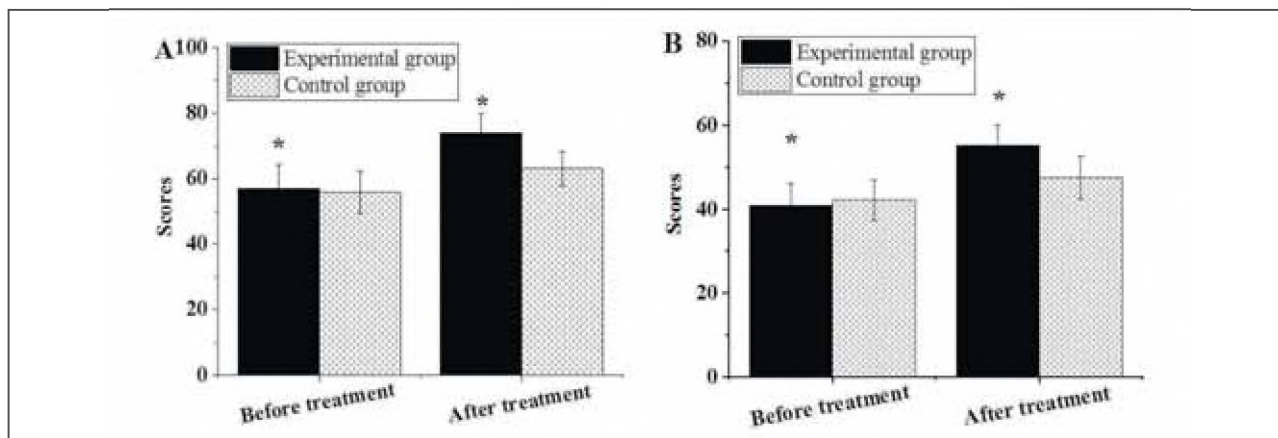 A
100
80
60
40
20
0
Scores
Experimental group
Control group
*
*
Before treatment
After treatment
B
80
60
40
20
0
Scores
Experimental group
Control group
*
*
Before treatment
After treatment